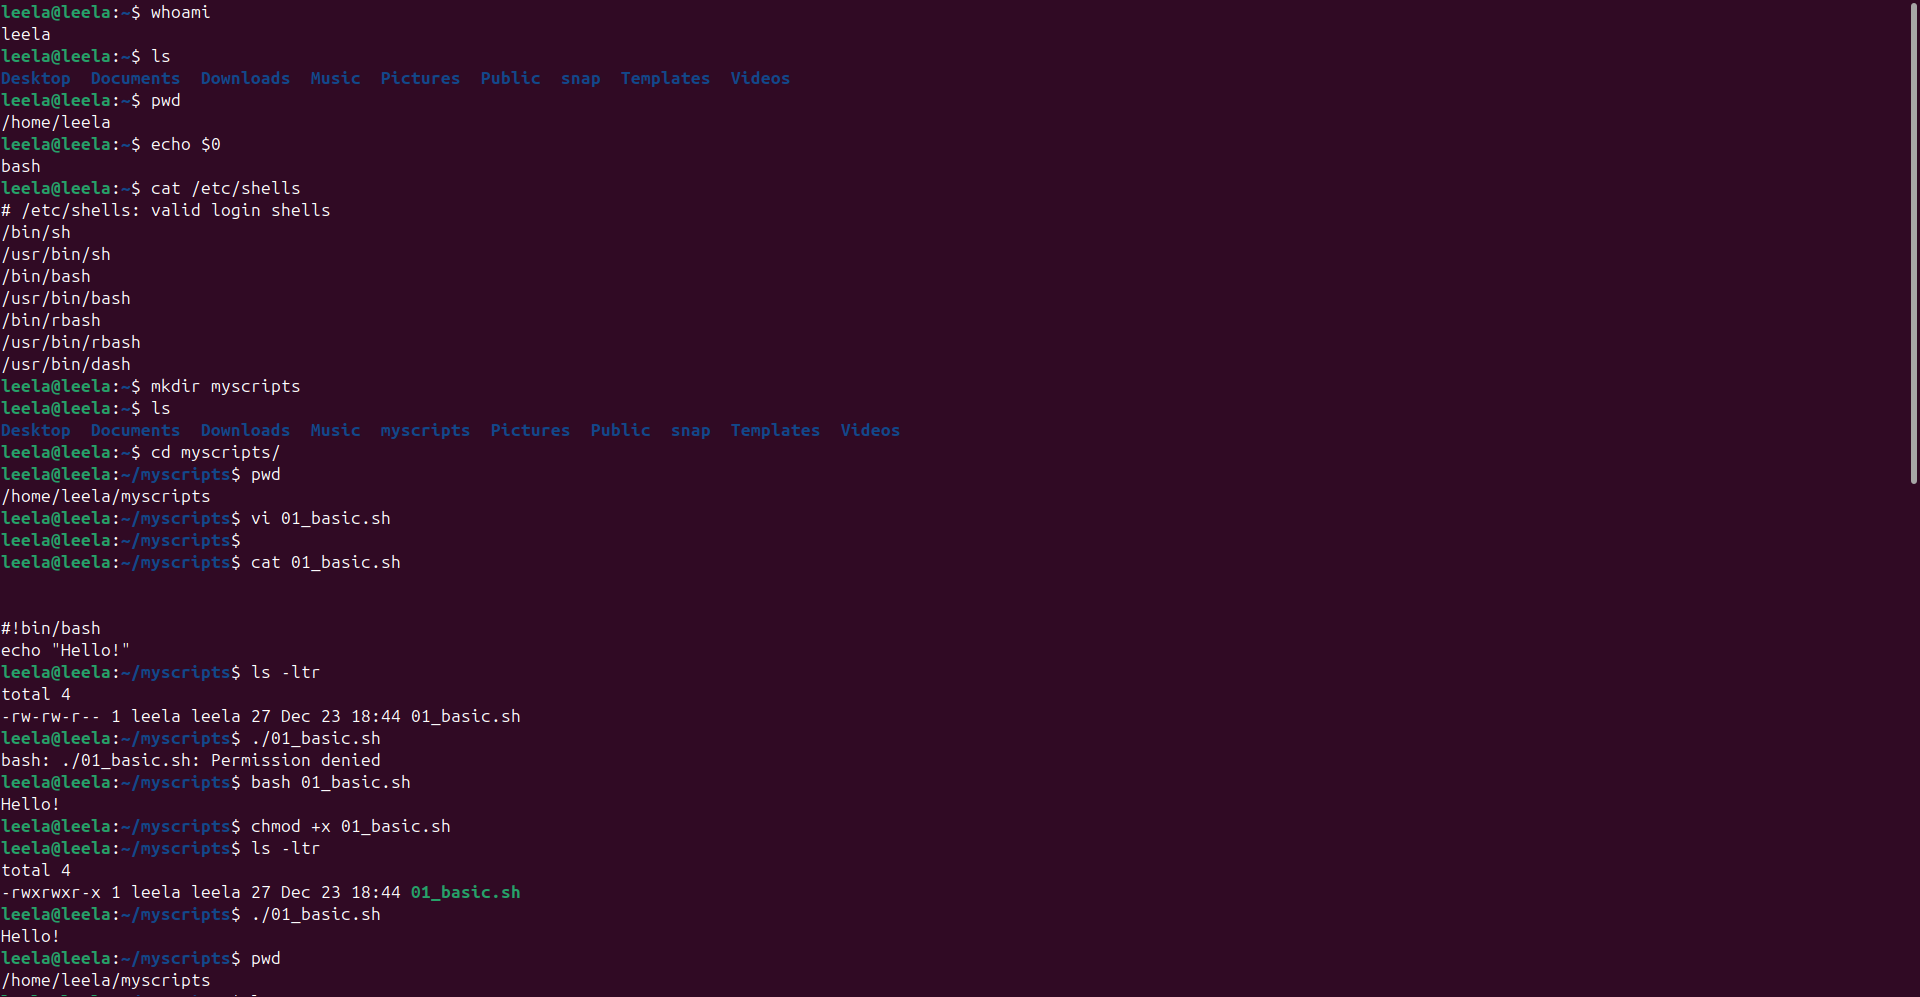 leela@leela:~$ whoami
leela
leela@leela:~$ ls
Desktop  Documents  Downloads  Music  Pictures  Public  snap  Templates  Videos
leela@leela:~$ pwd
/home/leela
leela@leela:~$ echo $0
bash
leela@leela:~$ cat /etc/shells
# /etc/shells: valid login shells
/bin/sh
/usr/bin/sh
/bin/bash
/usr/bin/bash
/bin/rbash
/usr/bin/rbash
/usr/bin/dash
leela@leela:~$ mkdir myscripts
leela@leela:~$ ls
Desktop  Documents  Downloads  Music  myscripts  Pictures  Public  snap  Templates  Videos
leela@leela:~$ cd myscripts/
leela@leela:~/myscripts$ pwd
/home/leela/myscripts
leela@leela:~/myscripts$ vi 01_basic.sh
leela@leela:~/myscripts$
leela@leela:~/myscripts$ cat 01_basic.sh
#!bin/bash
echo "Hello!"
leela@leela:~/myscripts$ ls -ltr
total 4
-rw-rw-r-- 1 leela leela 27 Dec 23 18:44 01_basic.sh
leela@leela:~/myscripts$ ./01_basic.sh
bash: ./01_basic.sh: Permission denied
leela@leela:~/myscripts$ bash 01_basic.sh
Hello!
leela@leela:~/myscripts$ chmod +x 01_basic.sh
leela@leela:~/myscripts$ ls -ltr
total 4
-rwxrwxr-x 1 leela leela 27 Dec 23 18:44 01_basic.sh
leela@leela:~/myscripts$ ./01_basic.sh
Hello!
leela@leela:~/myscripts$ pwd
/home/leela/myscripts